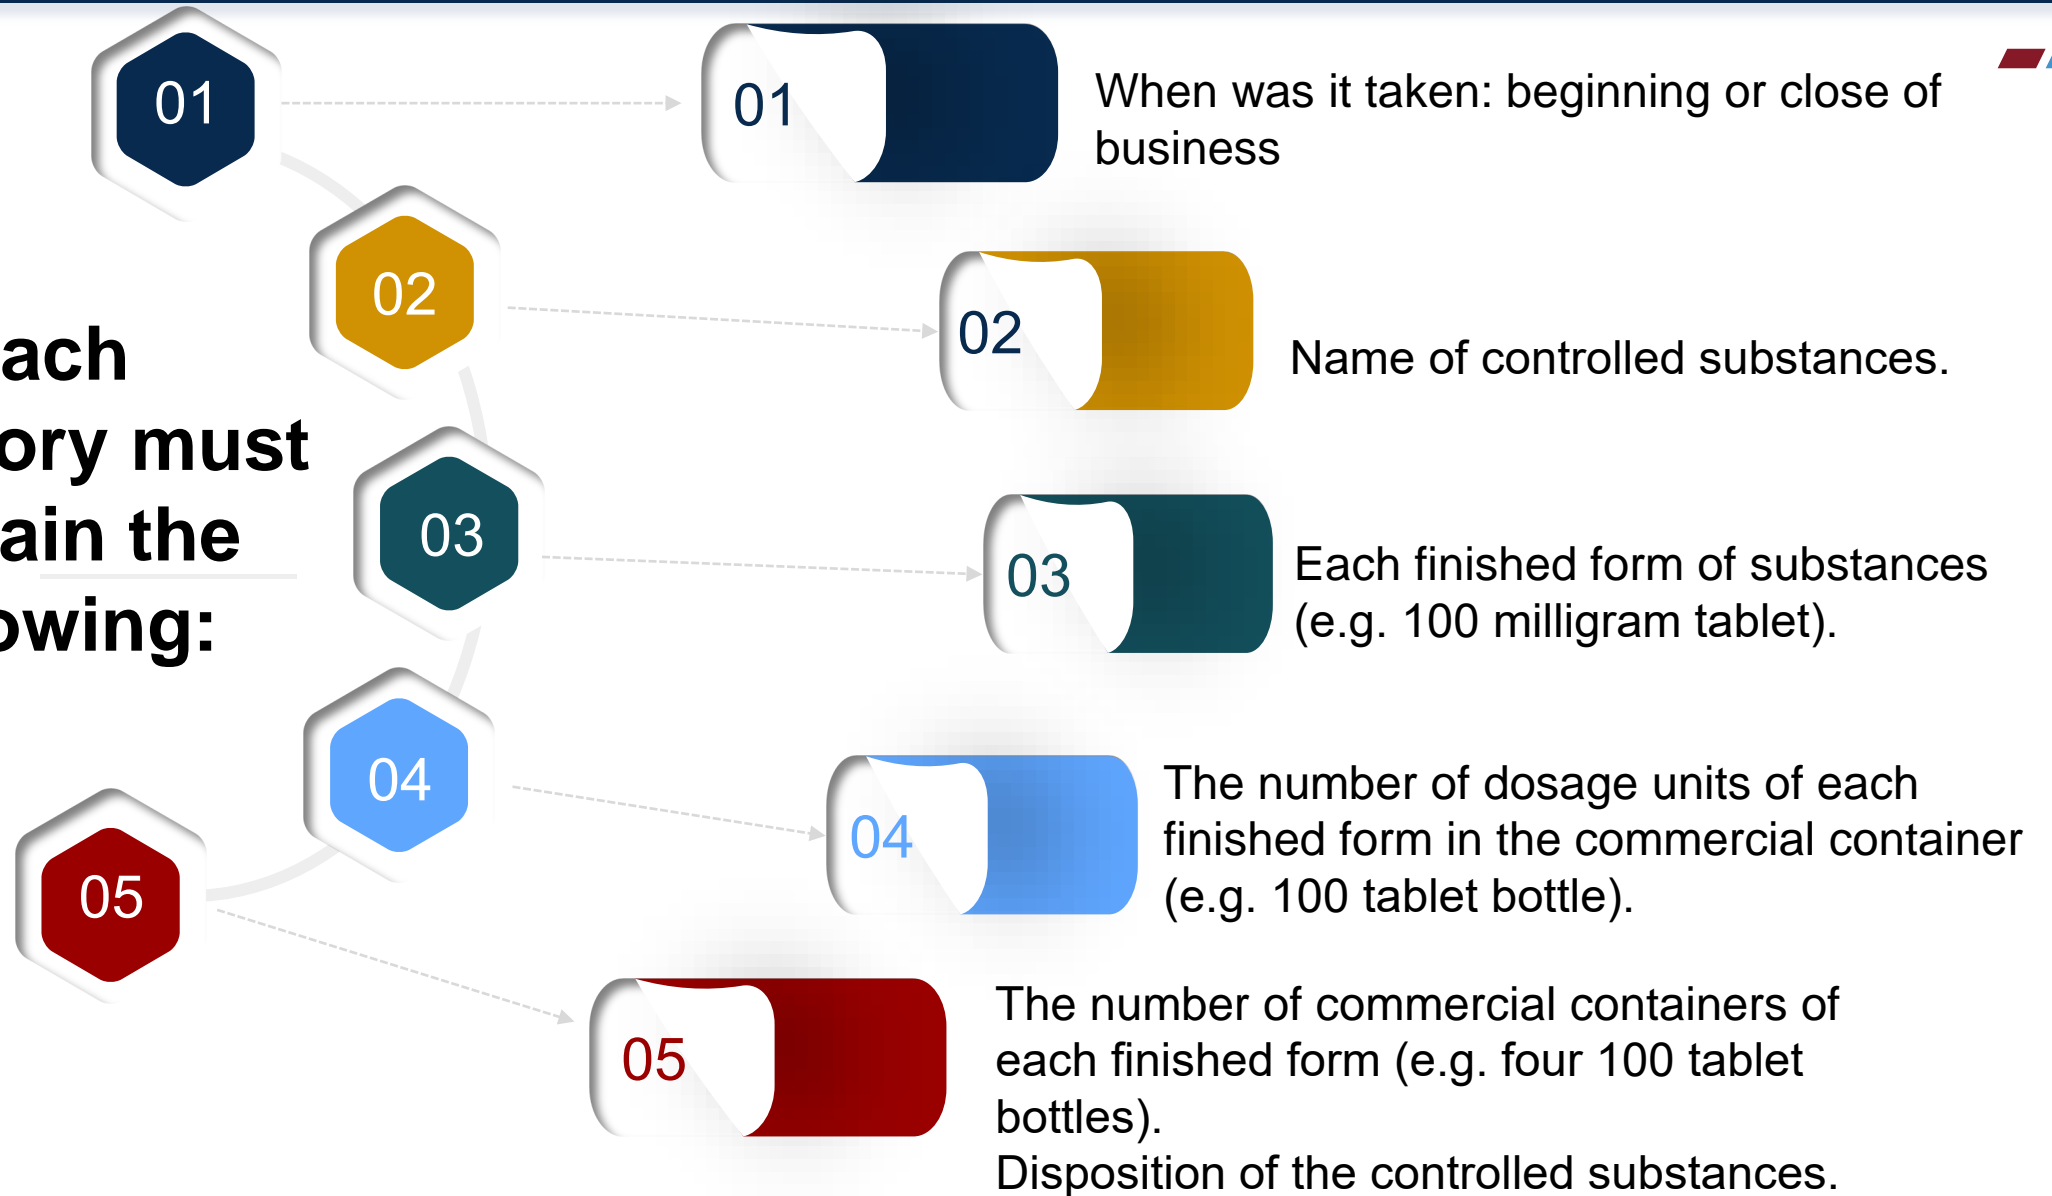 01
01
When was it taken: beginning or close of
business
02
02
Name of controlled substances.
ach
ory must
ain the
owing:
03
03
Each finished form of substances
(e.g. 100 milligram tablet).
04
04
The number of dosage units of each
finished form in the commercial container
(e.g. 100 tablet bottle).
05
05
The number of commercial containers of
each finished form (e.g. four 100 tablet
bottles).
Disposition of the controlled substances.